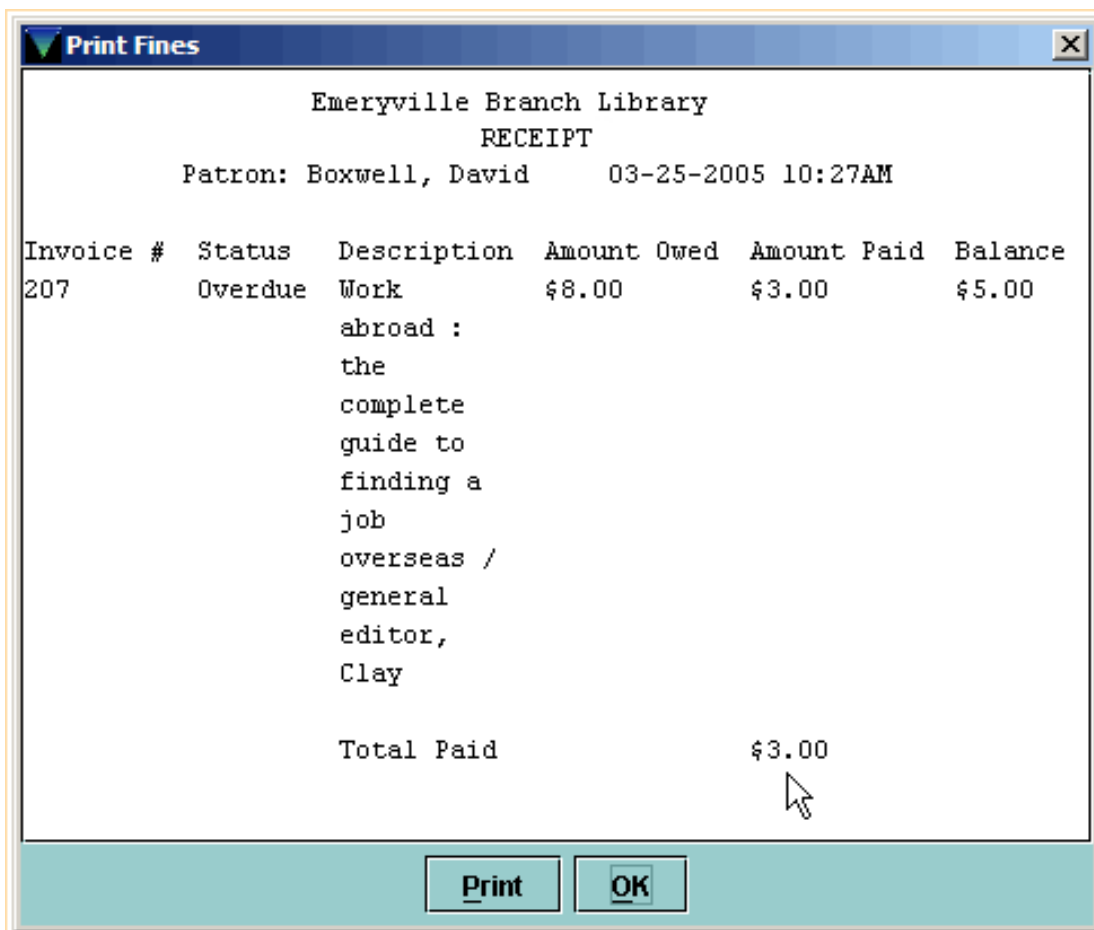 Print Fines
Emeryville Branch Library
RECEIPT
Patron: Boxwell, David 03-25-2005 10:27AM
Invoice # Status Description Amount Owed Amount Paid Balance
207 Overdue Work $8.00 $3.00 $5.00
abroad :
the
complete
guide to
finding a
job
overseas /
general
editor,
Clay
Total Paid $3.00
Print OK